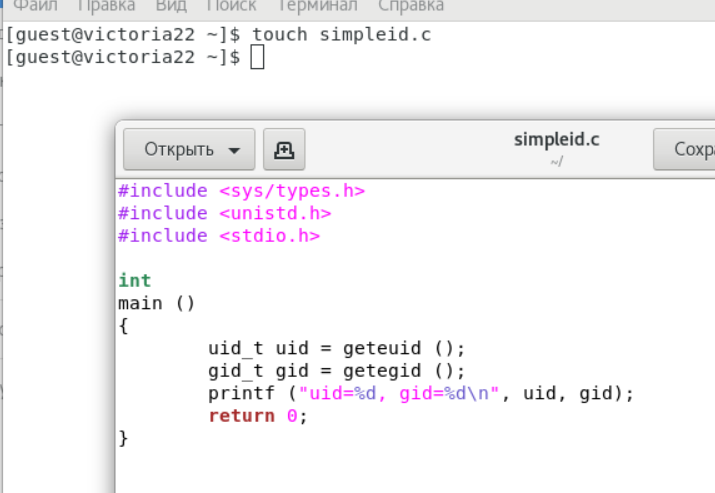 Файл Правка Вид Поиск Терминал Справка
[guest@victoria22 ~]$ touch simpleid.c
[guest@victoria22 ~]$
Открыть
simpleid.c
~/
#include <sys/types.h>
#include <unistd.h>
#include <stdio.h>
int
main ()
{
uid_t uid = geteuid ();
gid_t gid = getegid ();
printf ("uid=%d, gid=%d\n", uid, gid);
return 0;
}